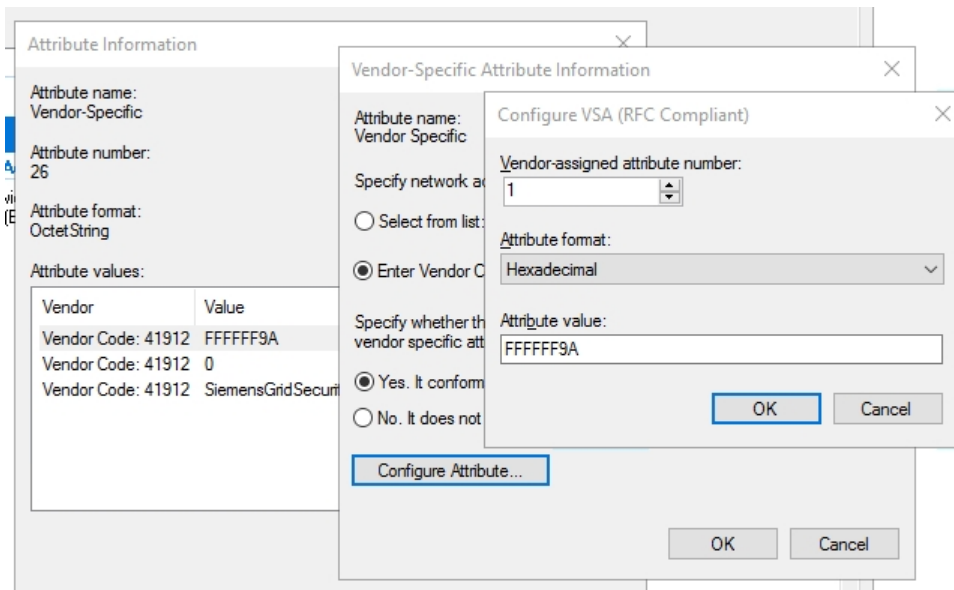 Attribute Information
Attribute name:
Vendor-Specific
Attribute number:
26
Attribute format:
OctetString
Attribute values:
Vendor Value
Vendor Code: 41912 FFFFFF9A
Vendor Code: 41912 0
Vendor Code: 41912 SiemensGridSecurit
Vendor-Specific Attribute Information
Attribute name:
Vendor Specific
Specify network ac
Select from list:
Enter Vendor C
Specify whether th
vendor specific att
Yes. It conform
No. It does not
Configure Attribute...
OK Cancel
Configure VSA (RFC Compliant)
Vendor-assigned attribute number:
1
Attribute format:
Hexadecimal
Attribute value:
FFFFFF9A
OK Cancel